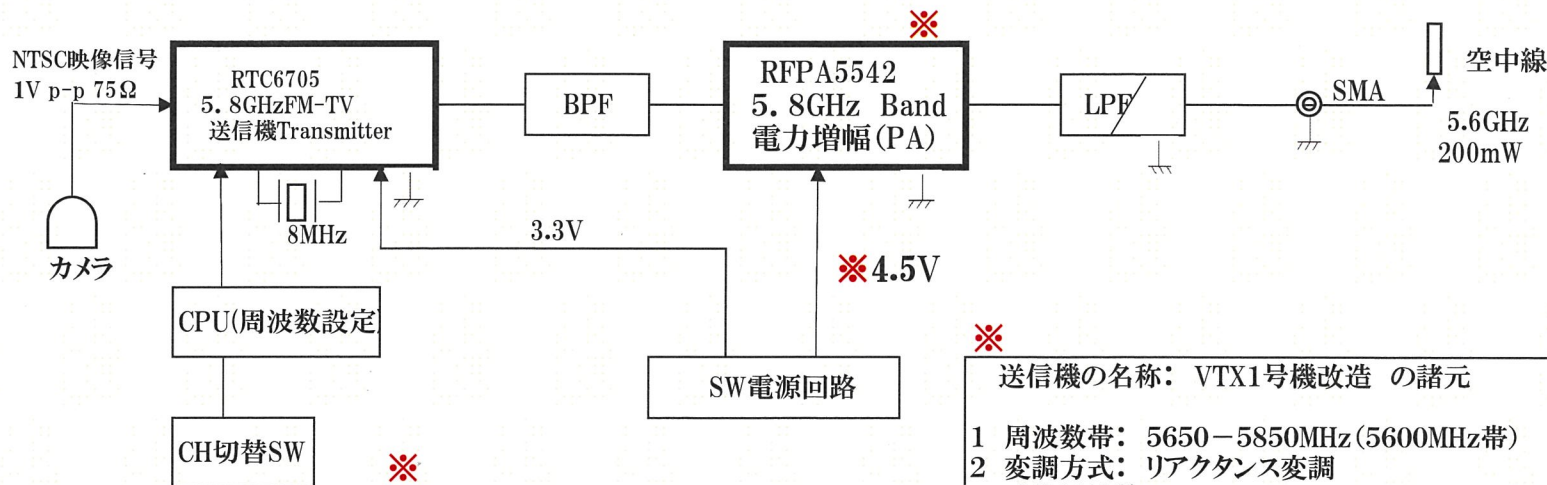 ※
NTSC映像信号
1V p-p 75Ω
RTC6705
5.8GHzFM-TV
送信機Transmitter
BPF
RFPA5542
5.8GHz Band
電力増幅(PA)
LPF
SMA
空中線
5.6GHz
200mW
8MHz
カメラ
3.3V
※4.5V
CPU(周波数設定)
SW電源回路
CH切替SW
※
※
送信機の名称: VTX1号機改造 の諸元
1 周波数帯: 5650-5850MHz(5600MHz帯)
2 変調方式: リアクタンス変調